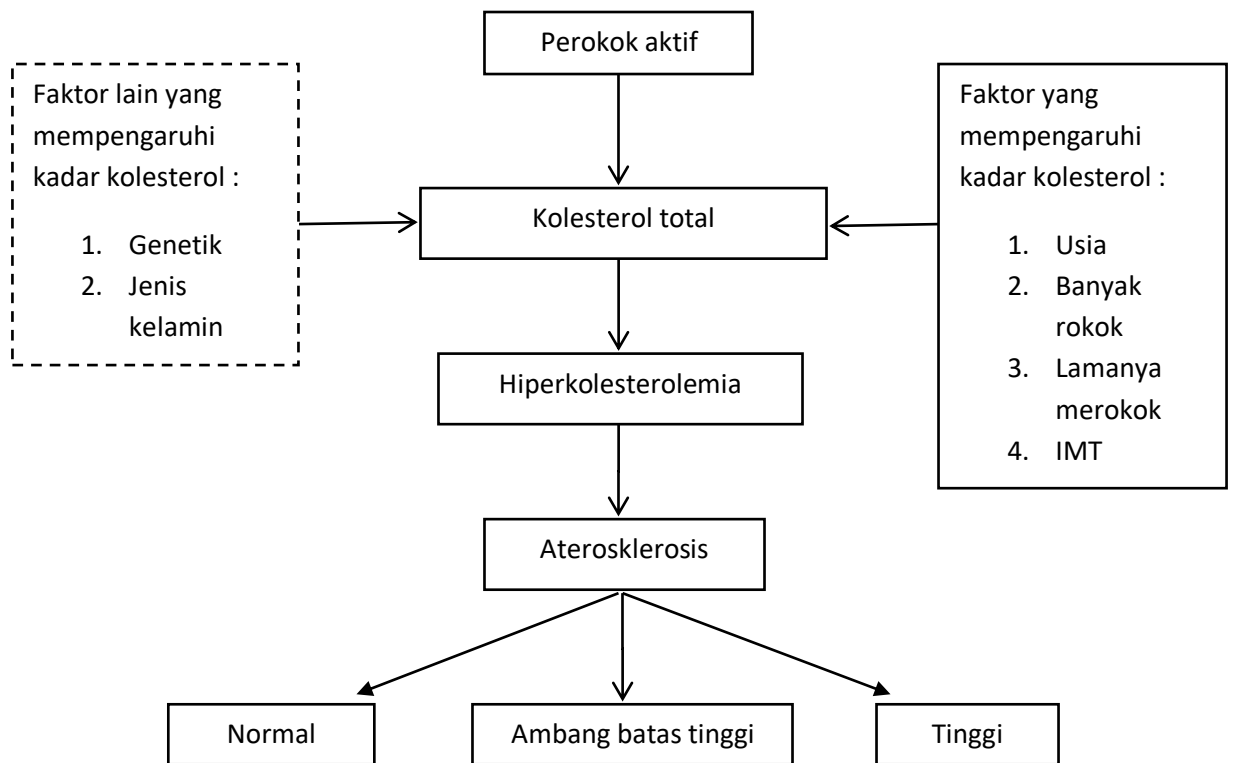 Perokok aktif
Faktor lain yang
mempengaruhi
kadar kolesterol :
1. Genetik
2. Jenis
kelamin
Faktor yang
mempengaruhi
kadar kolesterol :
1. Usia
2. Banyak
rokok
3. Lamanya
merokok
4. IMT
Kolesterol total
Hiperkolesterolemia
Aterosklerosis
Normal
Ambang batas tinggi
Tinggi